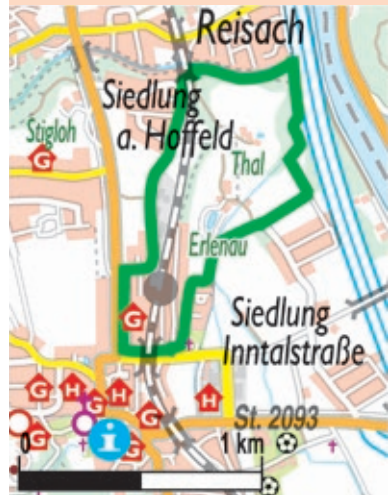 Reisach
Siedlung
a. Hoffeld
Stigloh
G
Thal
Erlenau
G
Siedlung
Inntalstraße
G
H
G
H
G
H
St. 2093
G
i
G
0
1 km